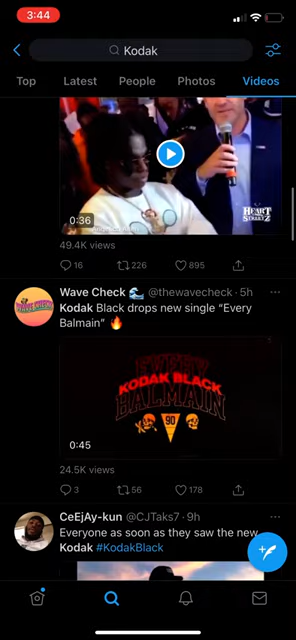 3:44
Kodak
Top Latest People Photos Videos
HEART
STREETZ
0:36
49.4K views
16 226 895
Wave Check 🌊 @thewavecheck · 5h
Kodak Black drops new single “Every
Balmain” 🔥
EVERY
KODAK BLACK
BALMAIN
90
0:45
24.5K views
3 56 178
CeEjAy-kun @CJTaks7 · 9h
Everyone as soon as they saw the new
Kodak #KodakBlack